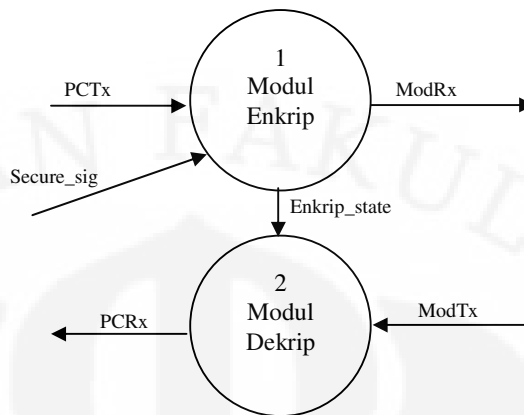 1
Modul
Enkrip
PCTx
ModRx
Secure_sig
Enkrip_state
2
Modul
Dekrip
PCRx
ModTx